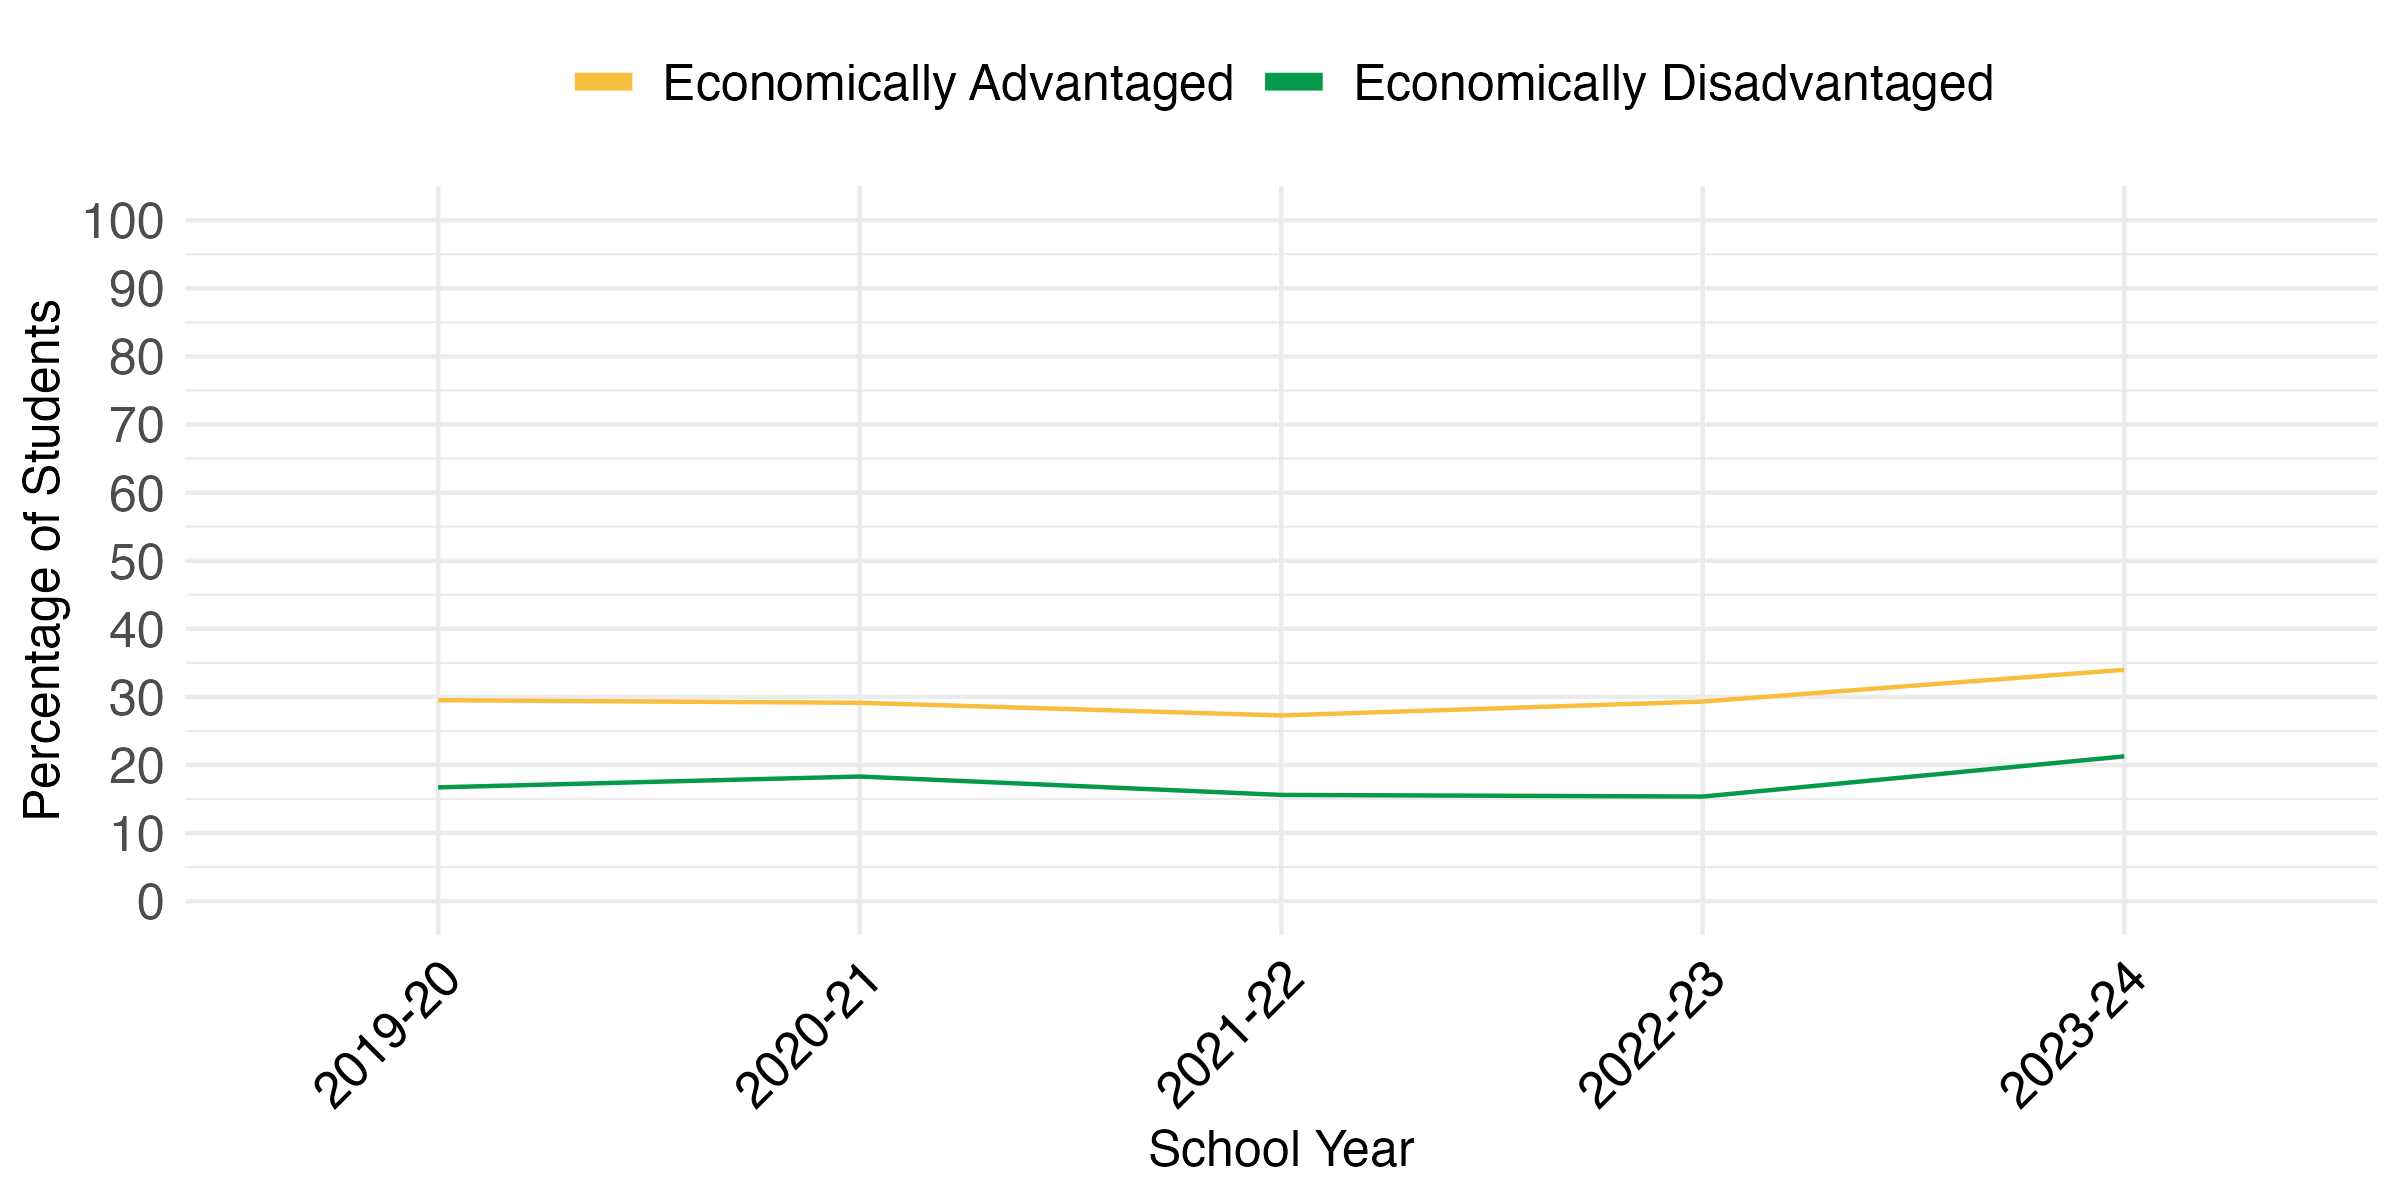 Economically Advantaged Economically Disadvantaged
100
90
80
70
60
50
40
30
20
10
0
Percentage of Students
2019-20 2020-21 2021-22 2022-23 2023-24
School Year